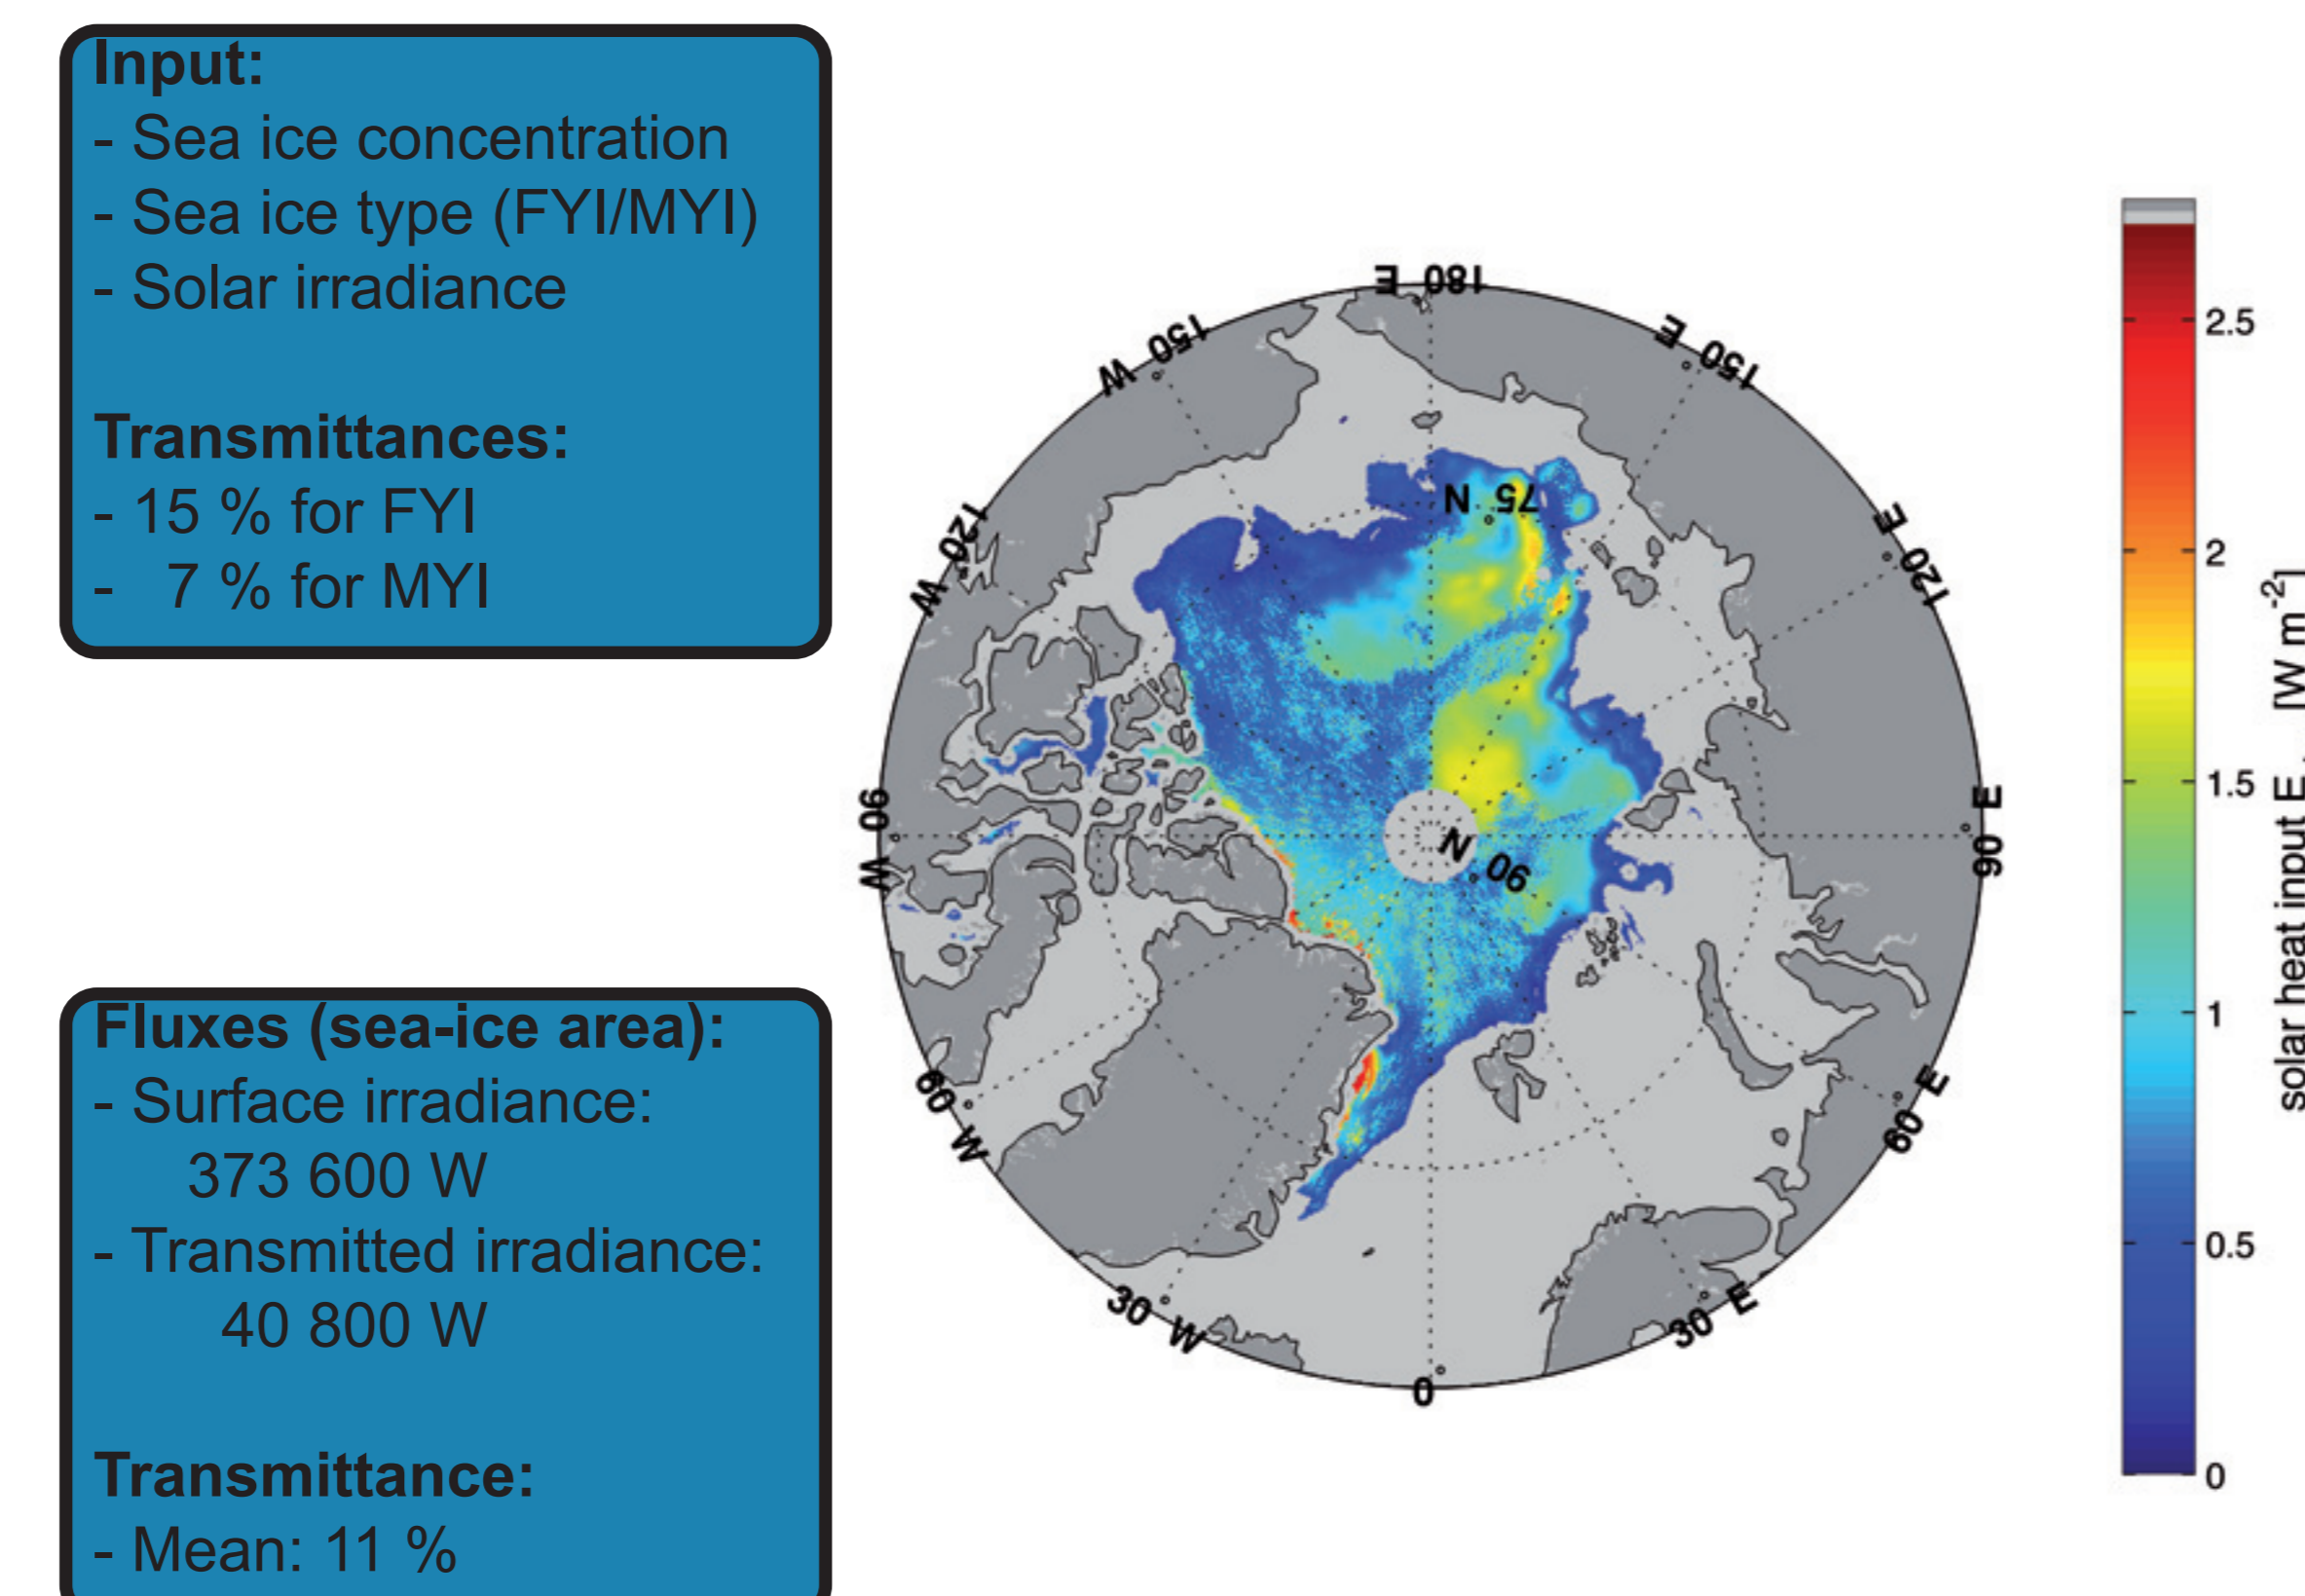 Input:
- Sea ice concentration
- Sea ice type (FYI/MYI)
- Solar irradiance
Transmittances:
- 15 % for FYI
- 7 % for MYI
Fluxes (sea-ice area):
- Surface irradiance:
373 600 W
- Transmitted irradiance:
40 800 W
Transmittance:
- Mean: 11 %
180 E
150 W
150 E
120 W
120 E
75 N
90 W
90 N
90 E
60 W
60 E
30 W
30 E
0
2.5
2
1.5
1
0.5
0
solar heat input E [W m-2]